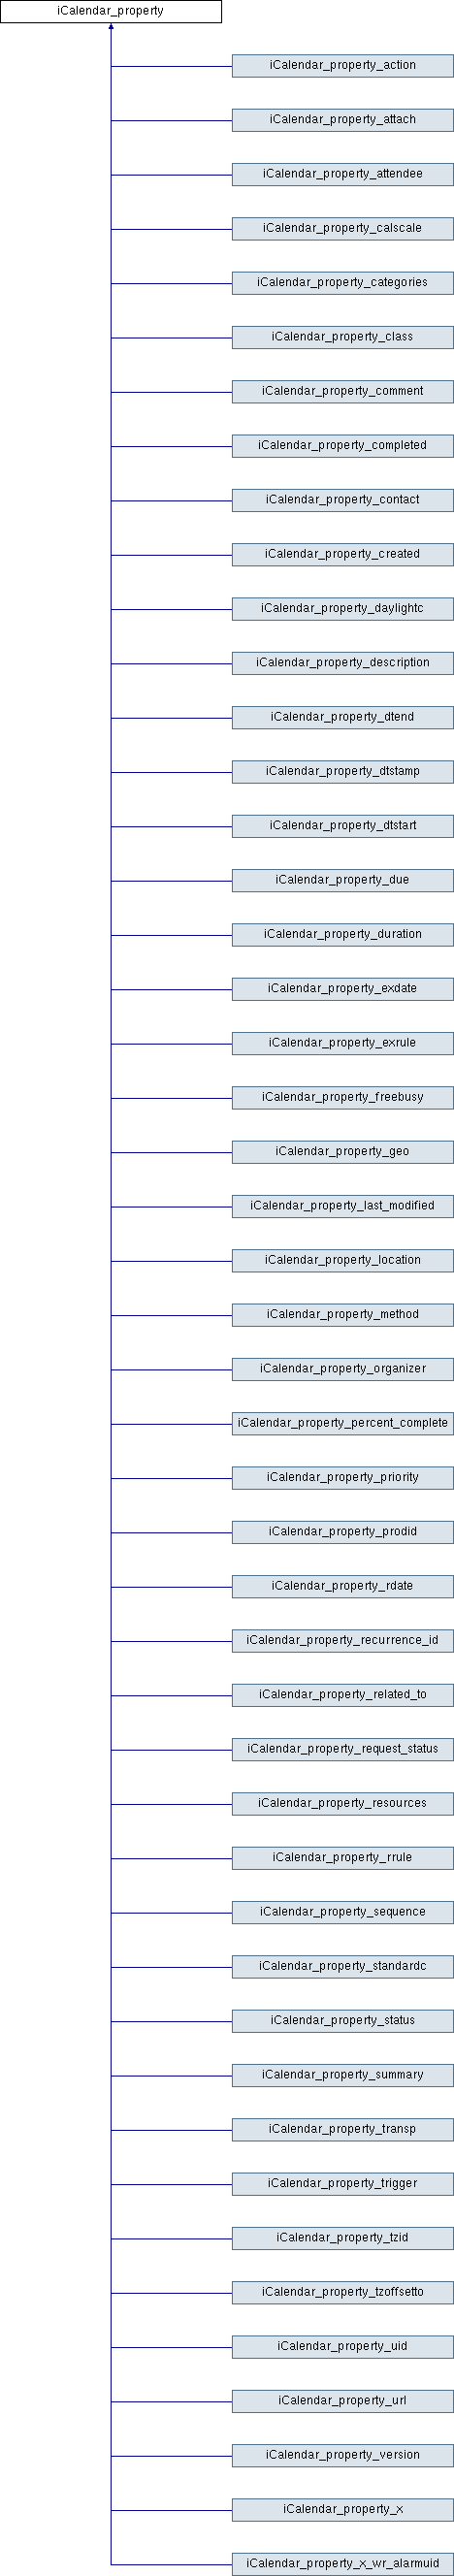 iCalendar_property
iCalendar_property_action
iCalendar_property_attach
iCalendar_property_attendee
iCalendar_property_calscale
iCalendar_property_categories
iCalendar_property_class
iCalendar_property_comment
iCalendar_property_completed
iCalendar_property_contact
iCalendar_property_created
iCalendar_property_daylightc
iCalendar_property_description
iCalendar_property_dtend
iCalendar_property_dtstamp
iCalendar_property_dtstart
iCalendar_property_due
iCalendar_property_duration
iCalendar_property_exdate
iCalendar_property_exrule
iCalendar_property_freebusy
iCalendar_property_geo
iCalendar_property_last_modified
iCalendar_property_location
iCalendar_property_method
iCalendar_property_organizer
iCalendar_property_percent_complete
iCalendar_property_priority
iCalendar_property_prodid
iCalendar_property_rdate
iCalendar_property_recurrence_id
iCalendar_property_related_to
iCalendar_property_request_status
iCalendar_property_resources
iCalendar_property_rrule
iCalendar_property_sequence
iCalendar_property_standardc
iCalendar_property_status
iCalendar_property_summary
iCalendar_property_transp
iCalendar_property_trigger
iCalendar_property_tzid
iCalendar_property_tzoffsetto
iCalendar_property_uid
iCalendar_property_url
iCalendar_property_version
iCalendar_property_x
iCalendar_property_x_wr_alarmuid